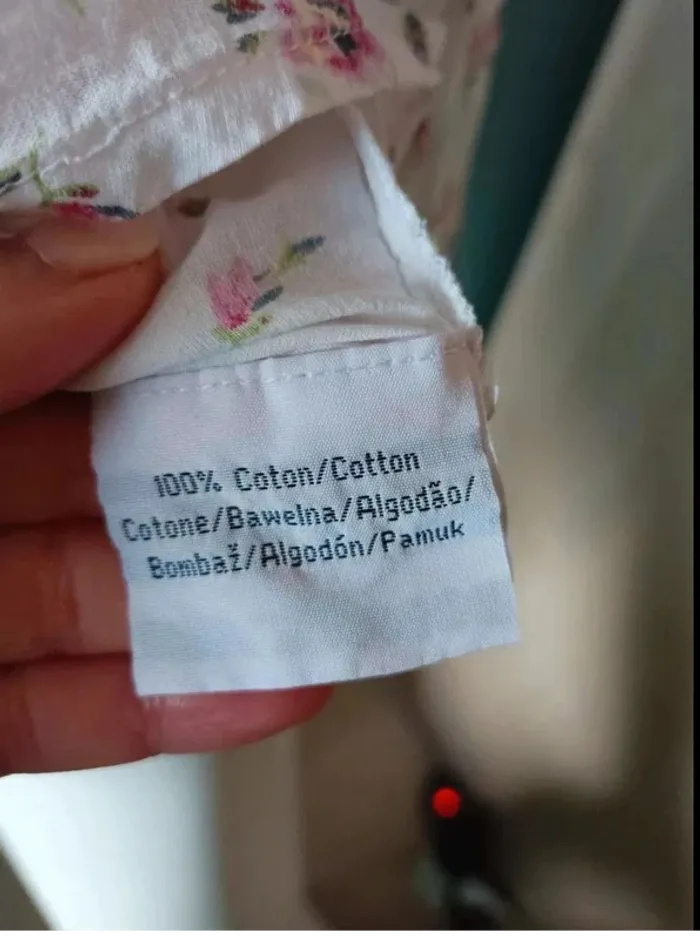 100% Coton/Cotton
Cotone/Bawelna/Algodão/
Bombaž/Algodón/Pamuk